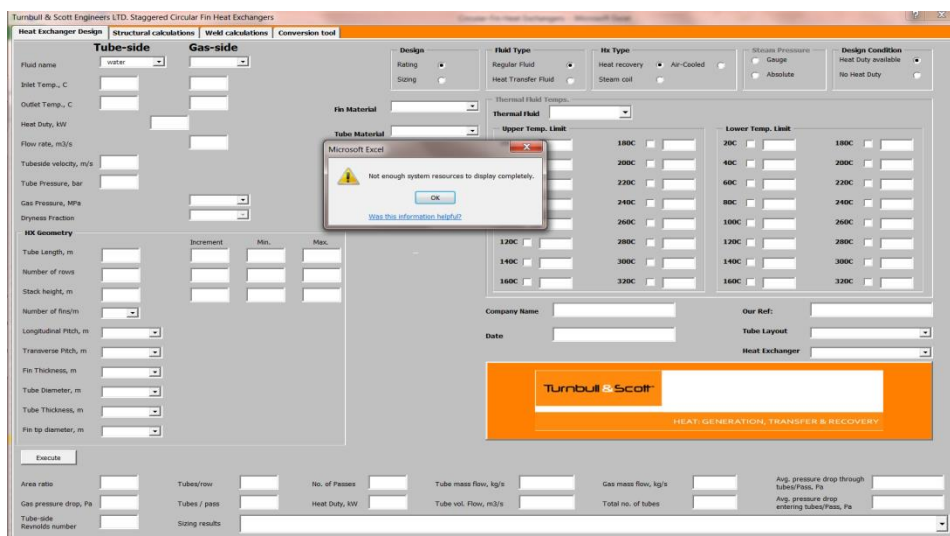 Turnbull & Scott Engineers LTD. Staggered Circular Fin Heat Exchangers
Heat Exchanger Design Structural calculations Weld calculations Conversion tool
Tube-side Gas-side
Fluid name water
Inlet Temp., C
Outlet Temp., C
Heat Duty, kW
Flow rate, m3/s
Tubeside velocity, m/s
Tube Pressure, bar
Gas Pressure, MPa
Dryness Fraction
Fin Material
Tube Material
Design
Rating
Sizing
Fluid Type
Regular Fluid
Heat Transfer Fluid
Hx Type
Heat recovery Air-Cooled
Steam coil
Steam Pressure
Gauge
Absolute
Design Condition
Heat Duty available
No Heat Duty
Thermal Fluid Temps.
Thermal Fluid
Upper Temp. Limit
180C
200C
220C
240C
260C
120C 280C
140C 300C
160C 320C
Lower Temp. Limit
20C 180C
40C 200C
60C 220C
80C 240C
100C 260C
120C 280C
140C 300C
160C 320C
Microsoft Excel
Not enough system resources to display completely.
OK
Was this information helpful?
HX Geometry
Increment Min. Max.
Tube Length, m
Number of rows
Stack height, m
Number of fins/m
Longitudinal Pitch, m
Transverse Pitch, m
Fin Thickness, m
Tube Diameter, m
Tube Thickness, m
Fin tip diameter, m
Company Name
Date
Our Ref:
Tube Layout
Heat Exchanger
Turnbull & Scott
HEAT: GENERATION, TRANSFER & RECOVERY
Execute
Area ratio Tubes/row No. of Passes Tube mass flow, kg/s Gas mass flow, kg/s Avg. pressure drop through tubes/Pass, Pa
Gas pressure drop, Pa Tubes / pass Heat Duty, kW Tube vol. Flow, m3/s Total no. of tubes Avg. pressure drop entering tubes/Pass, Pa
Tube-side Reynolds number Sizing results